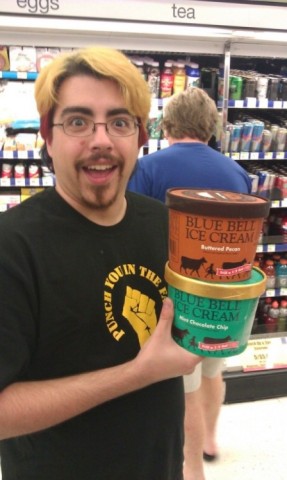 eggs
tea
PUNCH YOU IN THE
BLUE BELL
ICE CREAM
Buttered Pecan
BLUE BELL
ICE CREAM
Mint Chocolate Chip